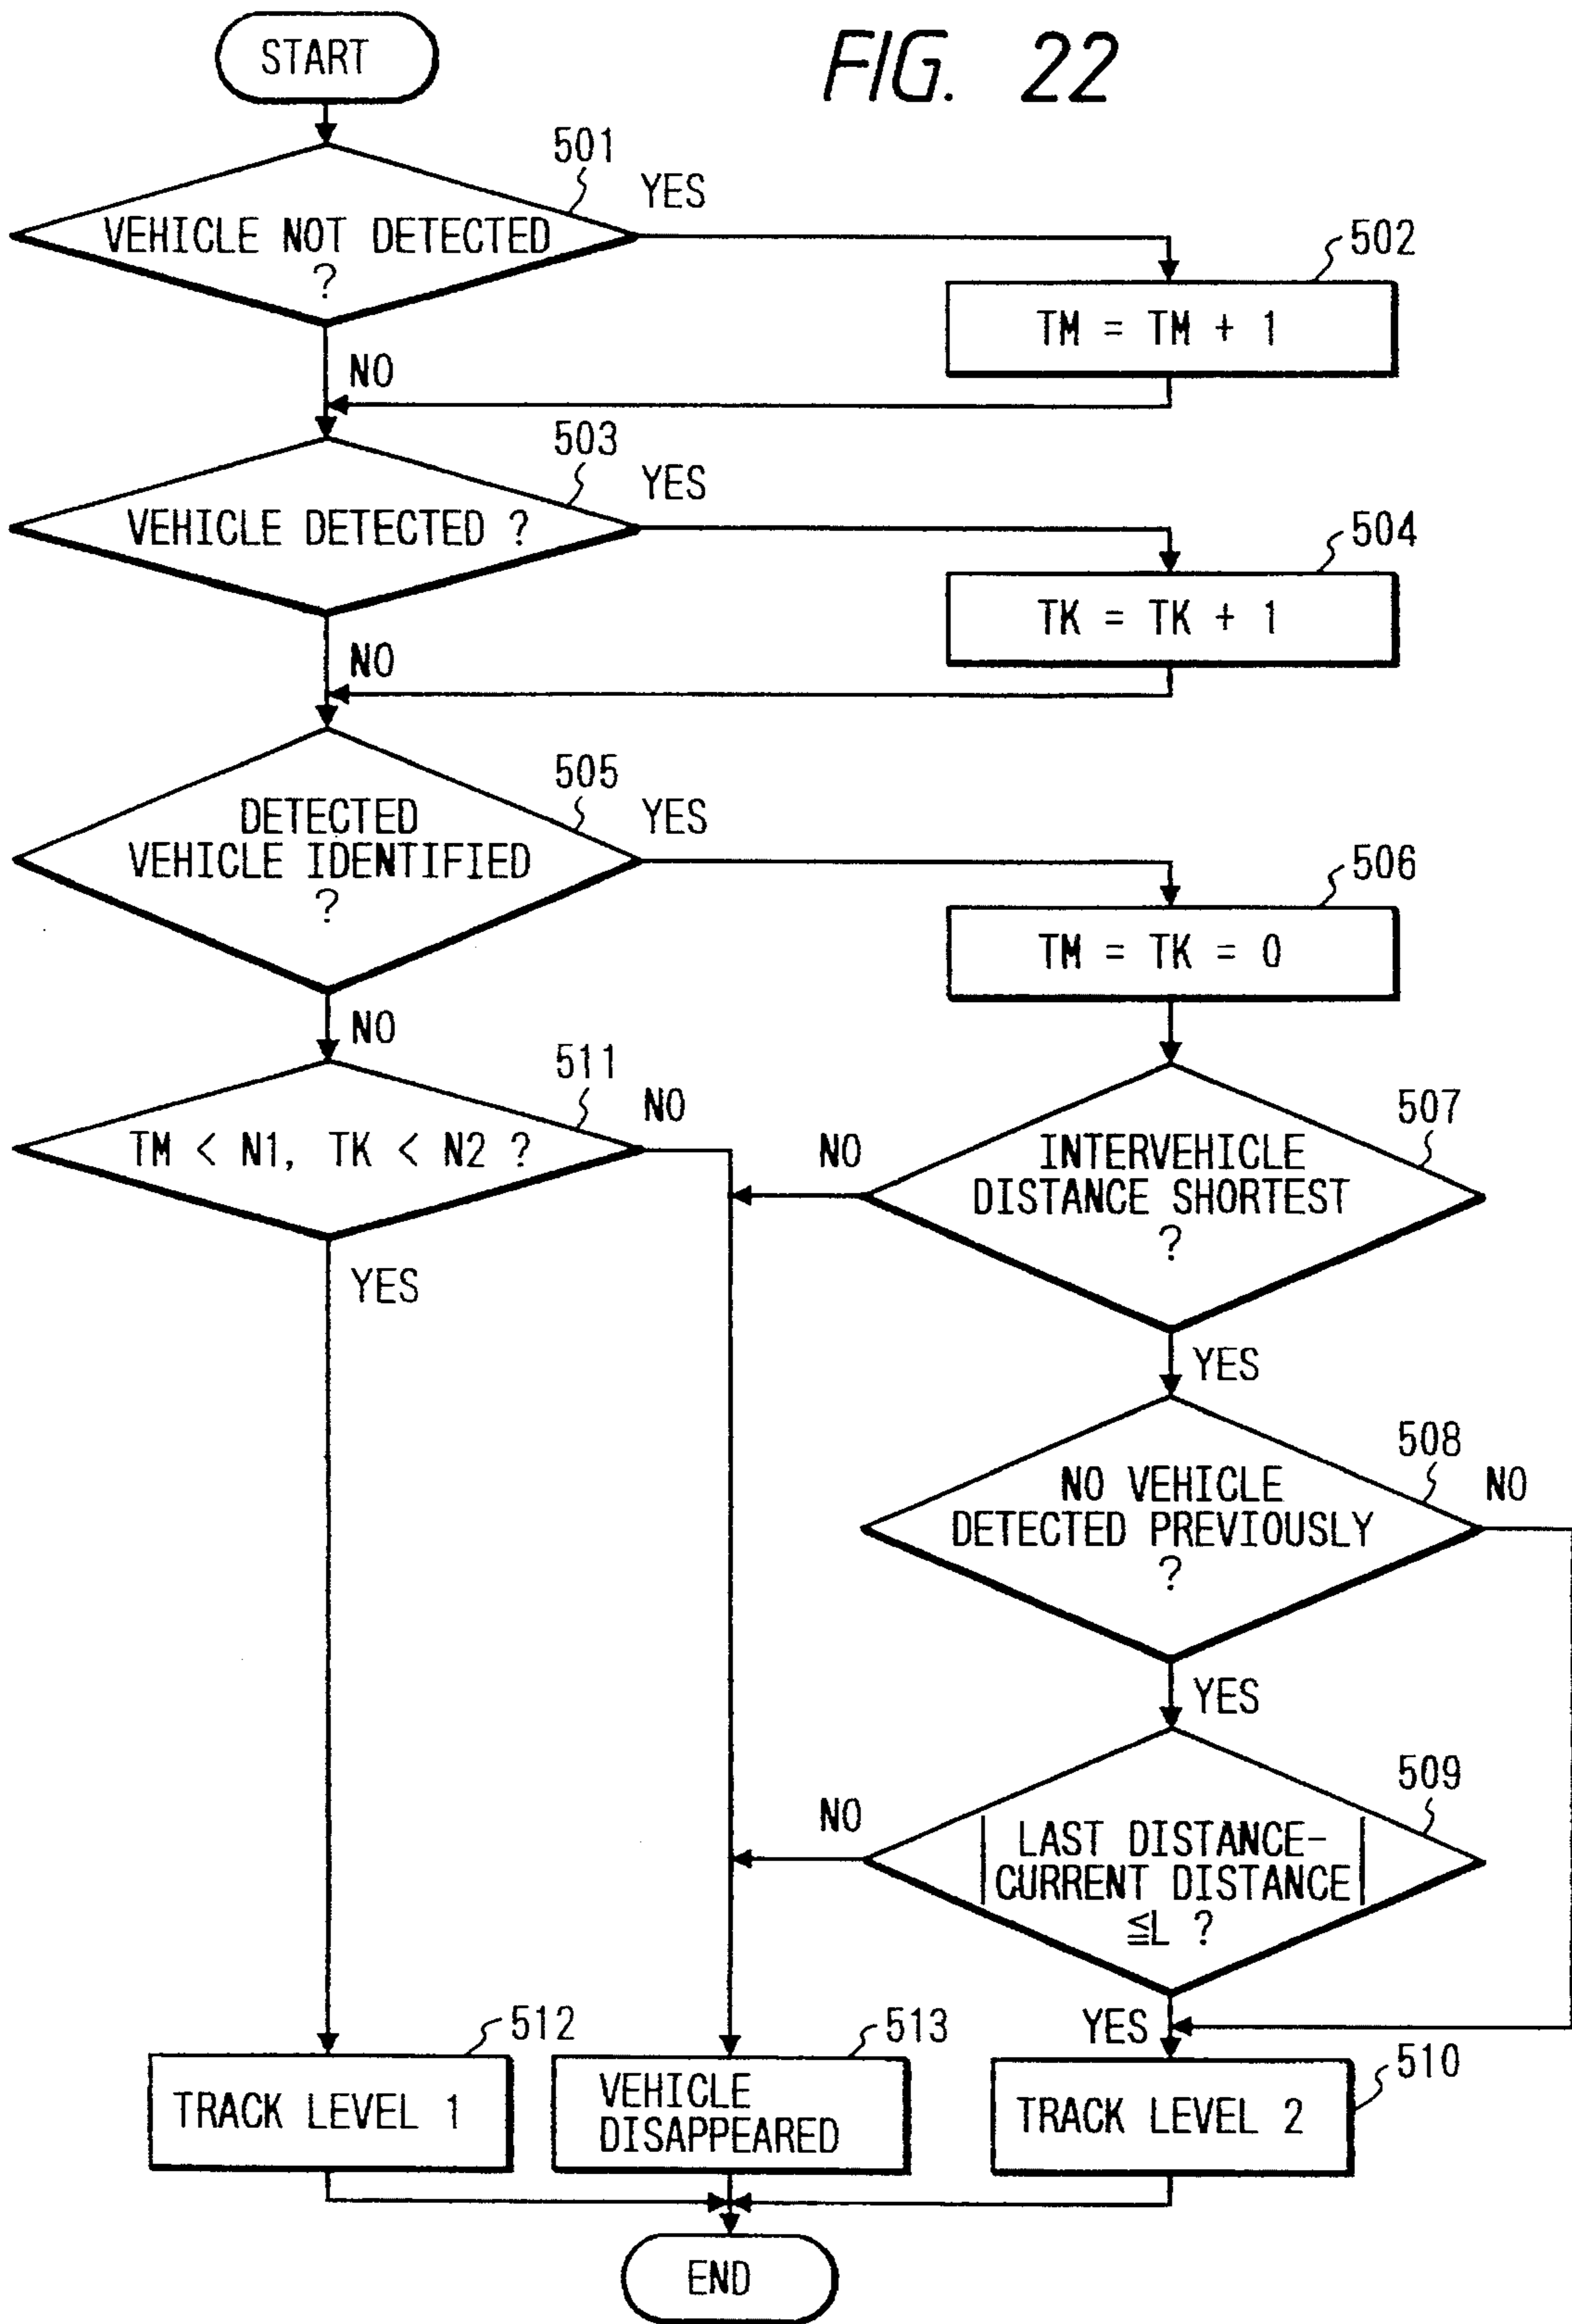 START
FIG. 22
501
YES
VEHICLE NOT DETECTED
?
502
TM = TM + 1
NO
503
YES
VEHICLE DETECTED ?
504
TK = TK + 1
NO
505
YES
DETECTED
VEHICLE IDENTIFIED
?
506
TM = TK = 0
NO
511
NO
TM < N1, TK < N2 ?
YES
507
NO
INTERVEHICLE
DISTANCE SHORTEST
?
YES
508
NO
NO VEHICLE
DETECTED PREVIOUSLY
?
YES
509
NO
| LAST DISTANCE-
CURRENT DISTANCE |
≦L ?
YES
512
TRACK LEVEL 1
513
VEHICLE
DISAPPEARED
510
TRACK LEVEL 2
END